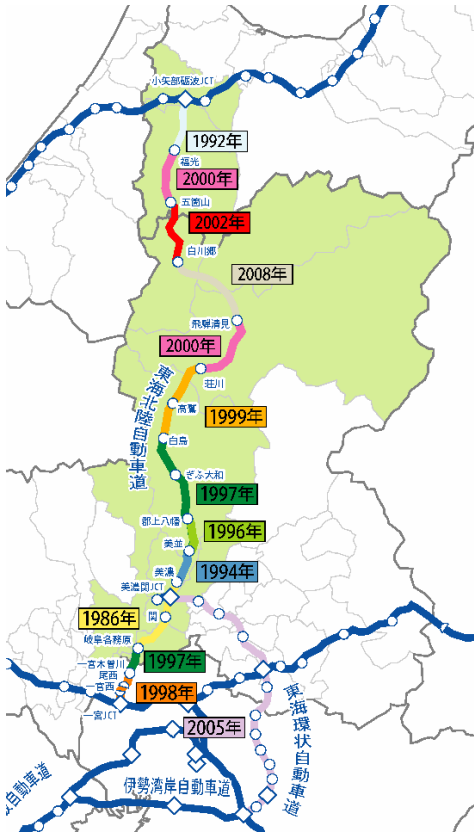 小矢部砺波JCT
1992年
福光
2000年
五箇山
2002年
白川郷
2008年
飛騨清見
2000年
荘川
東海北陸自動車道
高鷲
1999年
白鳥
ぎふ大和
1997年
郡上八幡
1996年
美並
1994年
美濃
美濃関JCT
1986年
関
岐阜各務原
1997年
一宮木曽川
尾西
1998年
一宮西
一宮JCT
2005年
東海環状自動車道
伊勢湾岸自動車道
自動車道